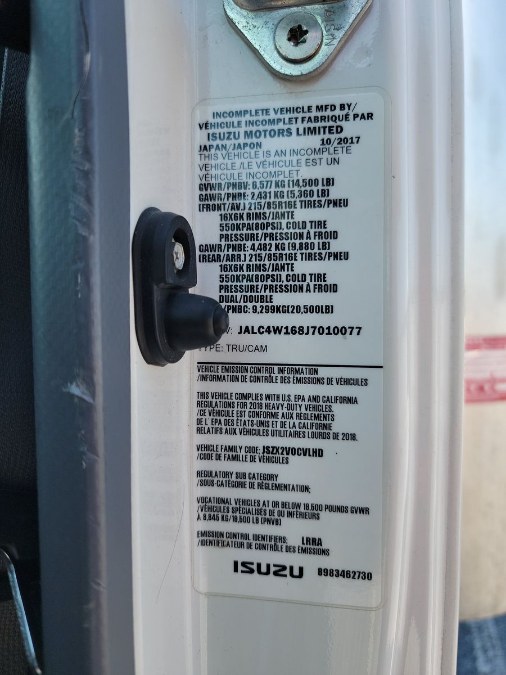 INCOMPLETE VEHICLE MFD BY/
VÉHICULE INCOMPLET FABRIQUÉ PAR
ISUZU MOTORS LIMITED
JAPAN/JAPON 10/2017
THIS VEHICLE IS AN INCOMPLETE
VEHICLE./LE VÉHICULE EST UN
VÉHICULE INCOMPLET.
GVWR/PNBV: 6,577 KG (14,500 LB)
GAWR/PNBE: 2,431 KG (5,360 LB)
(FRONT/AV.) 215/85R16E TIRES/PNEU
16X6K RIMS/JANTE
550KPA(80PSI), COLD TIRE
PRESSURE/PRESSION À FROID
GAWR/PNBE: 4,482 KG (9,880 LB)
(REAR/ARR.) 215/85R16E TIRES/PNEU
16X6K RIMS/JANTE
550KPA(80PSI), COLD TIRE
PRESSURE/PRESSION À FROID
DUAL/DOUBLE
/PNBC: 9,299KG(20,500LB)
: JALC4W168J7010077
TYPE: TRU/CAM
VEHICLE EMISSION CONTROL INFORMATION
/INFORMATION DE CONTRÔLE DES ÉMISSIONS DE VÉHICULES
THIS VEHICLE COMPLIES WITH U.S. EPA AND CALIFORNIA
REGULATIONS FOR 2018 HEAVY-DUTY VEHICLES.
/CE VÉHICULE EST CONFORME AUX RÉGLEMENTS
DE L'EPA DES ÉTATS-UNIS ET DE LA CALIFORNIE
RELATIFS AUX VÉHICULES UTILITAIRES LOURDS DE 2018.
VEHICLE FAMILY CODE: JSZX2VOCVLHD
/CODE DE FAMILLE DE VÉHICULES
REGULATORY SUB CATEGORY
/SOUS-CATÉGORIE DE RÉGLEMENTATION;
VOCATIONAL VEHICLES AT OR BELOW 19,500 POUNDS GVWR
/VÉHICULES SPÉCIALISÉS DE OU INFÉRIEURS
À 8,845 KG/19,500 LB (PNVB)
EMISSION CONTROL IDENTIFIERS: LRRA
/IDENTIFICATEUR DE CONTRÔLE DES ÉMISSIONS
ISUZU 8983462730